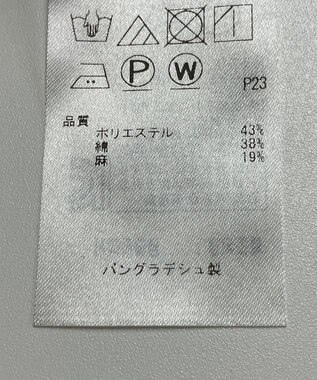 P W
P23
品質
ポリエステル 43%
綿 38%
麻 19%
バングラデシュ製